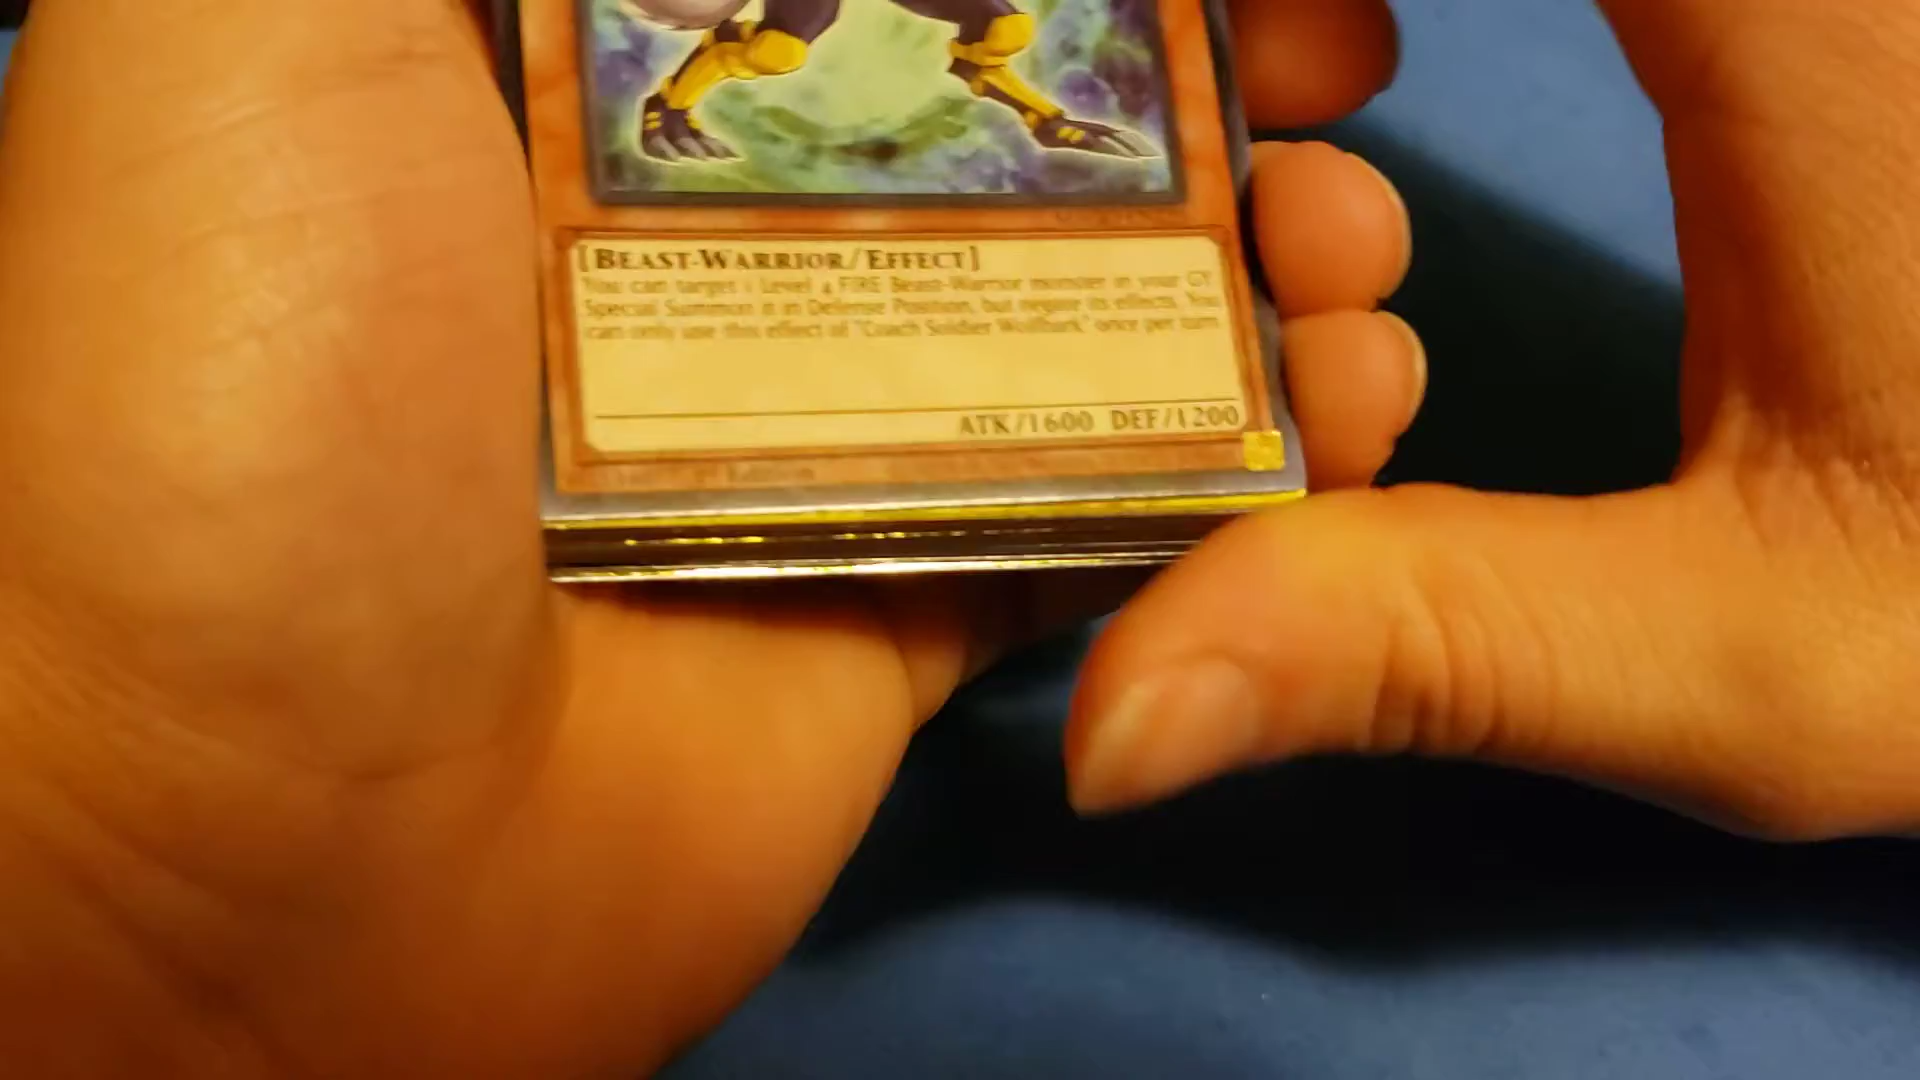 [BEAST-WARRIOR/EFFECT]
You can target 1 Level 4 FIRE Beast-Warrior monster in your GY
Special Summon it in Defense Position, but negate its effects. You
can only use this effect of "Coach Soldier Wolfbark" once per turn
ATK/1600 DEF/1200
Edition